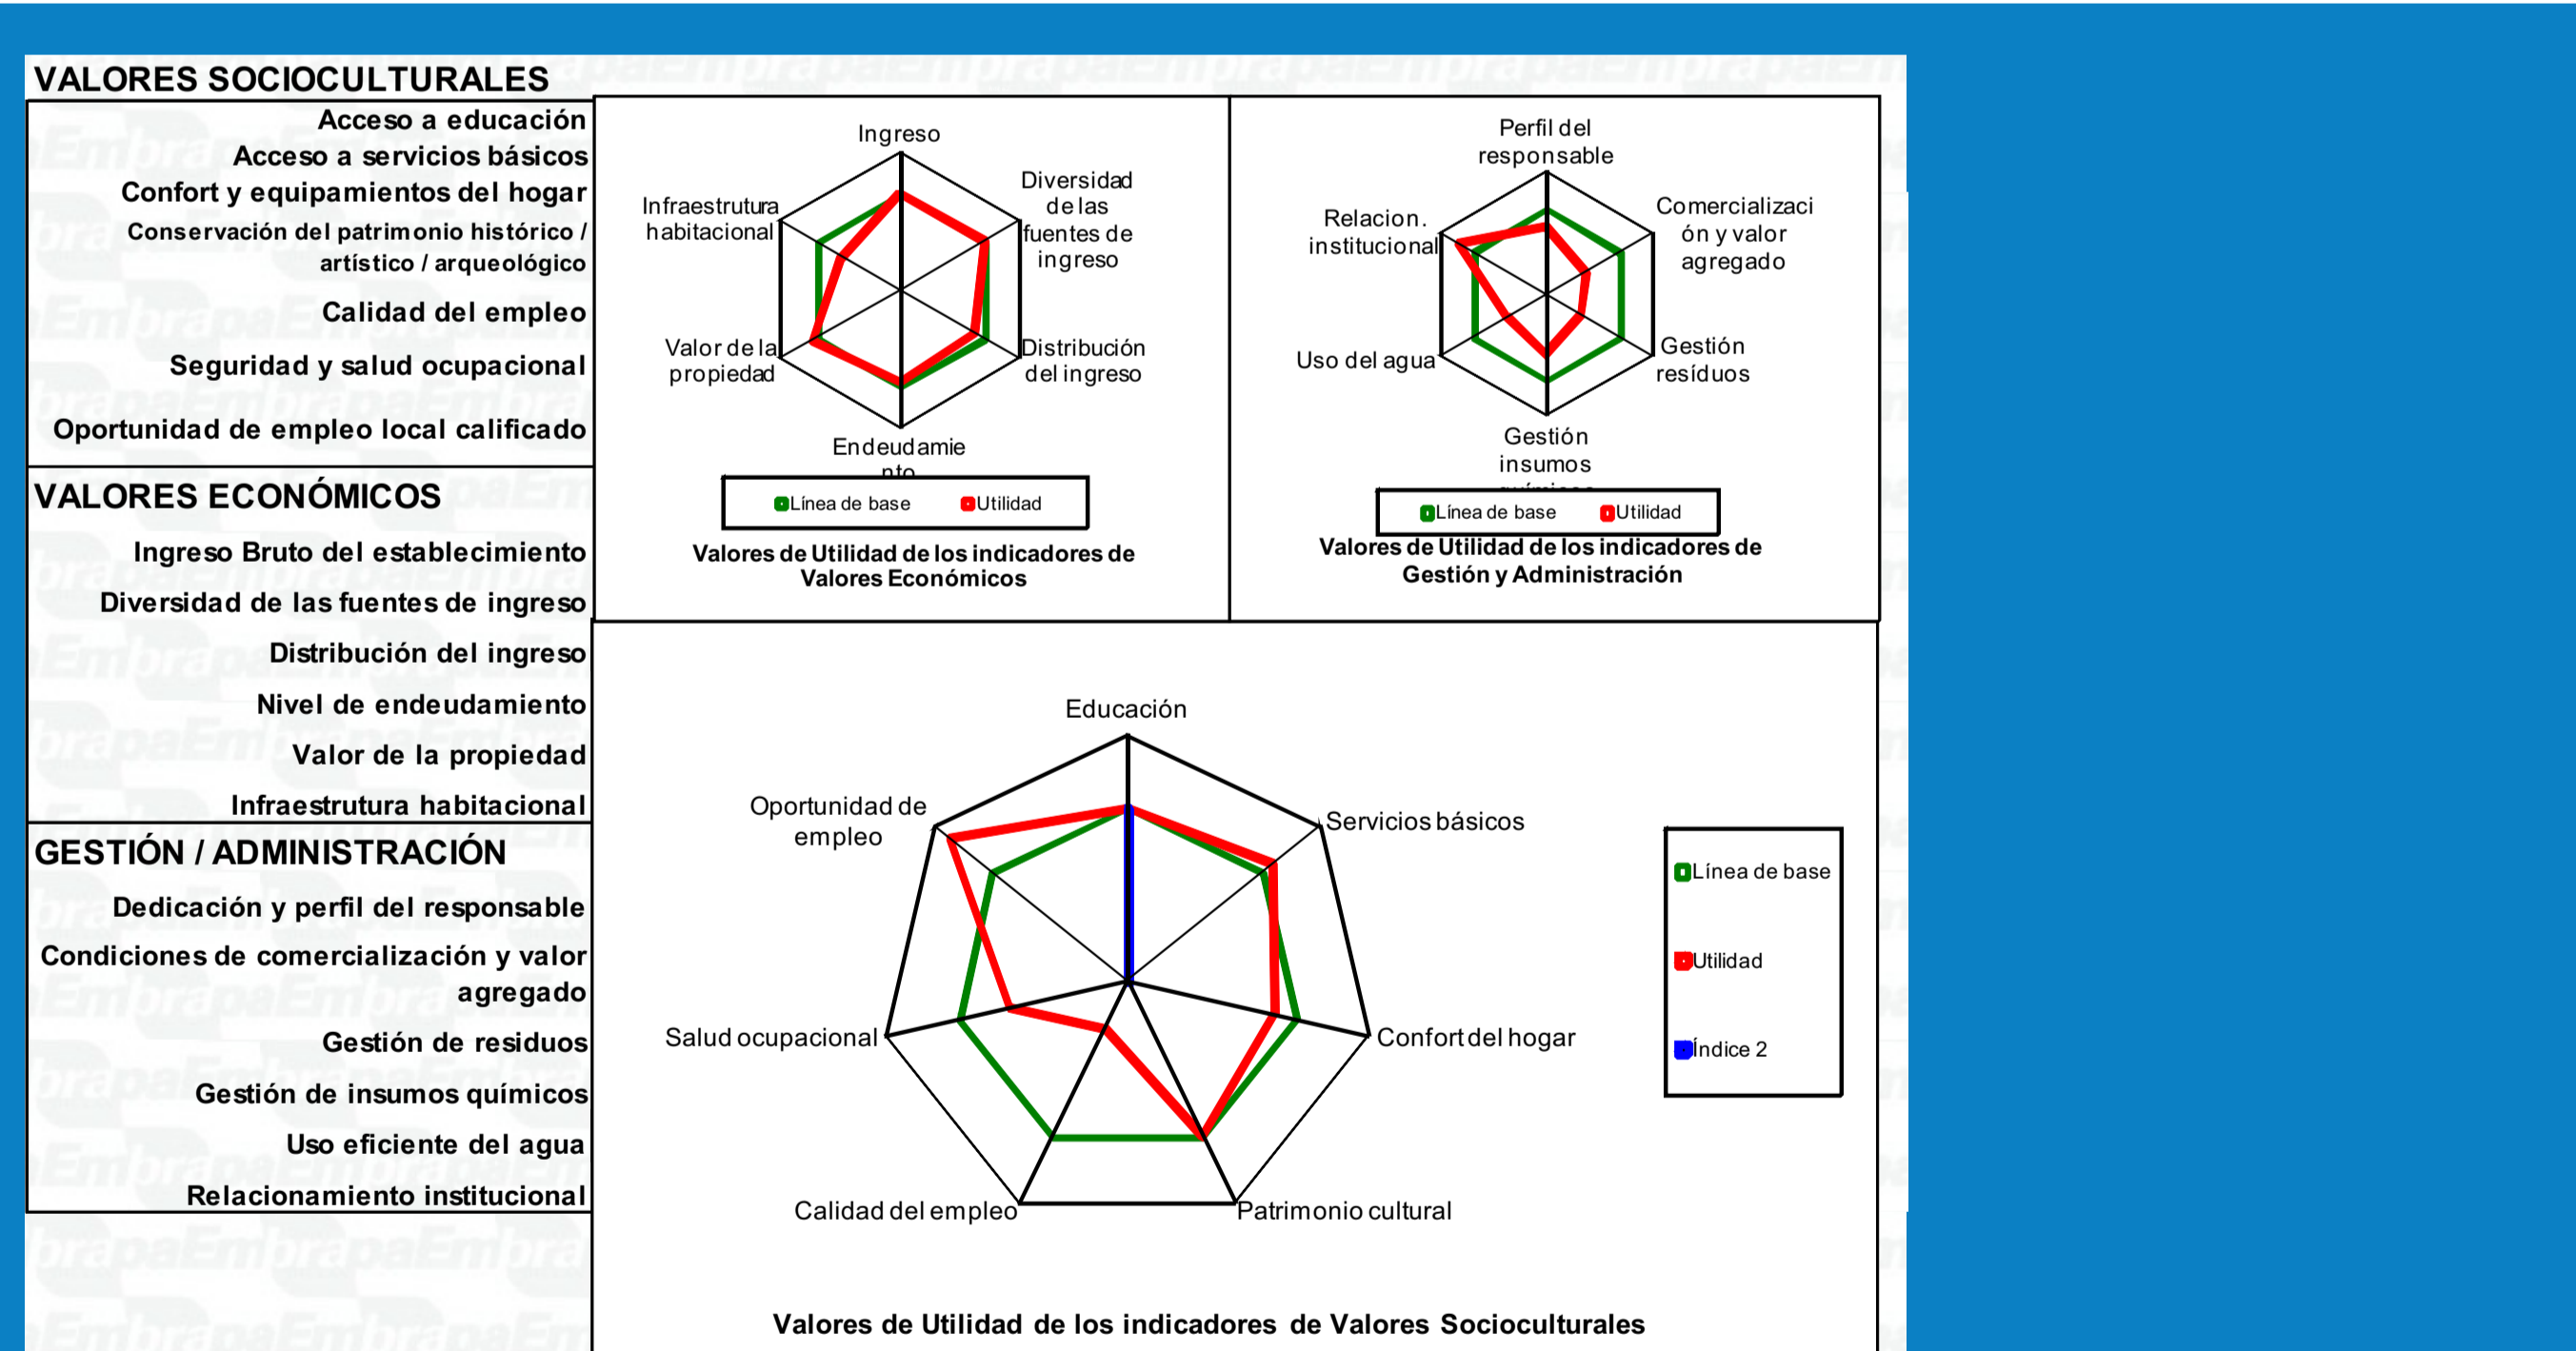 VALORES SOCIOCULTURALES
Acceso a educación
Acceso a servicios básicos
Confort y equipamientos del hogar
Conservación del patrimonio histórico /
artístico / arqueológico
Calidad del empleo
Seguridad y salud ocupacional
Oportunidad de empleo local calificado
VALORES ECONÓMICOS
Ingreso Bruto del establecimiento
Diversidad de las fuentes de ingreso
Distribución del ingreso
Nivel de endeudamiento
Valor de la propiedad
Infraestrutura habitacional
GESTIÓN / ADMINISTRACIÓN
Dedicación y perfil del responsable
Condiciones de comercialización y valor
agregado
Gestión de residuos
Gestión de insumos químicos
Uso eficiente del agua
Relacionamiento institucional
Ingreso
Diversidad
de las
fuentes de
ingreso
Distribución
del ingreso
Endeudamie
nto
Valor de la
propiedad
Infraestrutura
habitacional
Línea de base
Utilidad
Valores de Utilidad de los indicadores de
Valores Económicos
Perfil del
responsable
Comercializaci
ón y valor
agregado
Gestión
resíduos
Gestión
insumos
Uso del agua
Relacion.
institucional
Línea de base
Utilidad
Valores de Utilidad de los indicadores de
Gestión y Administración
Educación
Servicios básicos
Confort del hogar
Patrimonio cultural
Calidad del empleo
Salud ocupacional
Oportunidad de
empleo
Línea de base
Utilidad
Índice 2
Valores de Utilidad de los indicadores de Valores Socioculturales